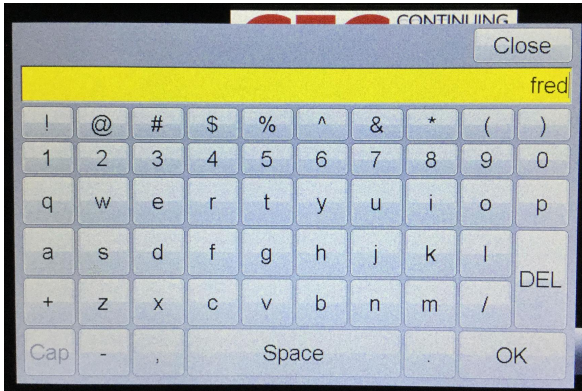 CONTINUING
Close
fred
! @ # $ % ^ & * ( )
1 2 3 4 5 6 7 8 9 0
q w e r t y u i o p
a s d f g h j k l
DEL
+ z x c v b n m /
Cap - , Space . OK